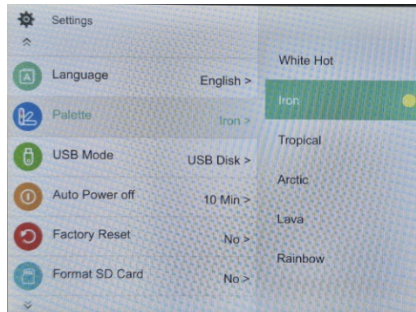 Settings
Language English >
Palette Iron >
USB Mode USB Disk >
Auto Power off 10 Min >
Factory Reset No >
Format SD Card No >
White Hot
Iron
Tropical
Arctic
Lava
Rainbow